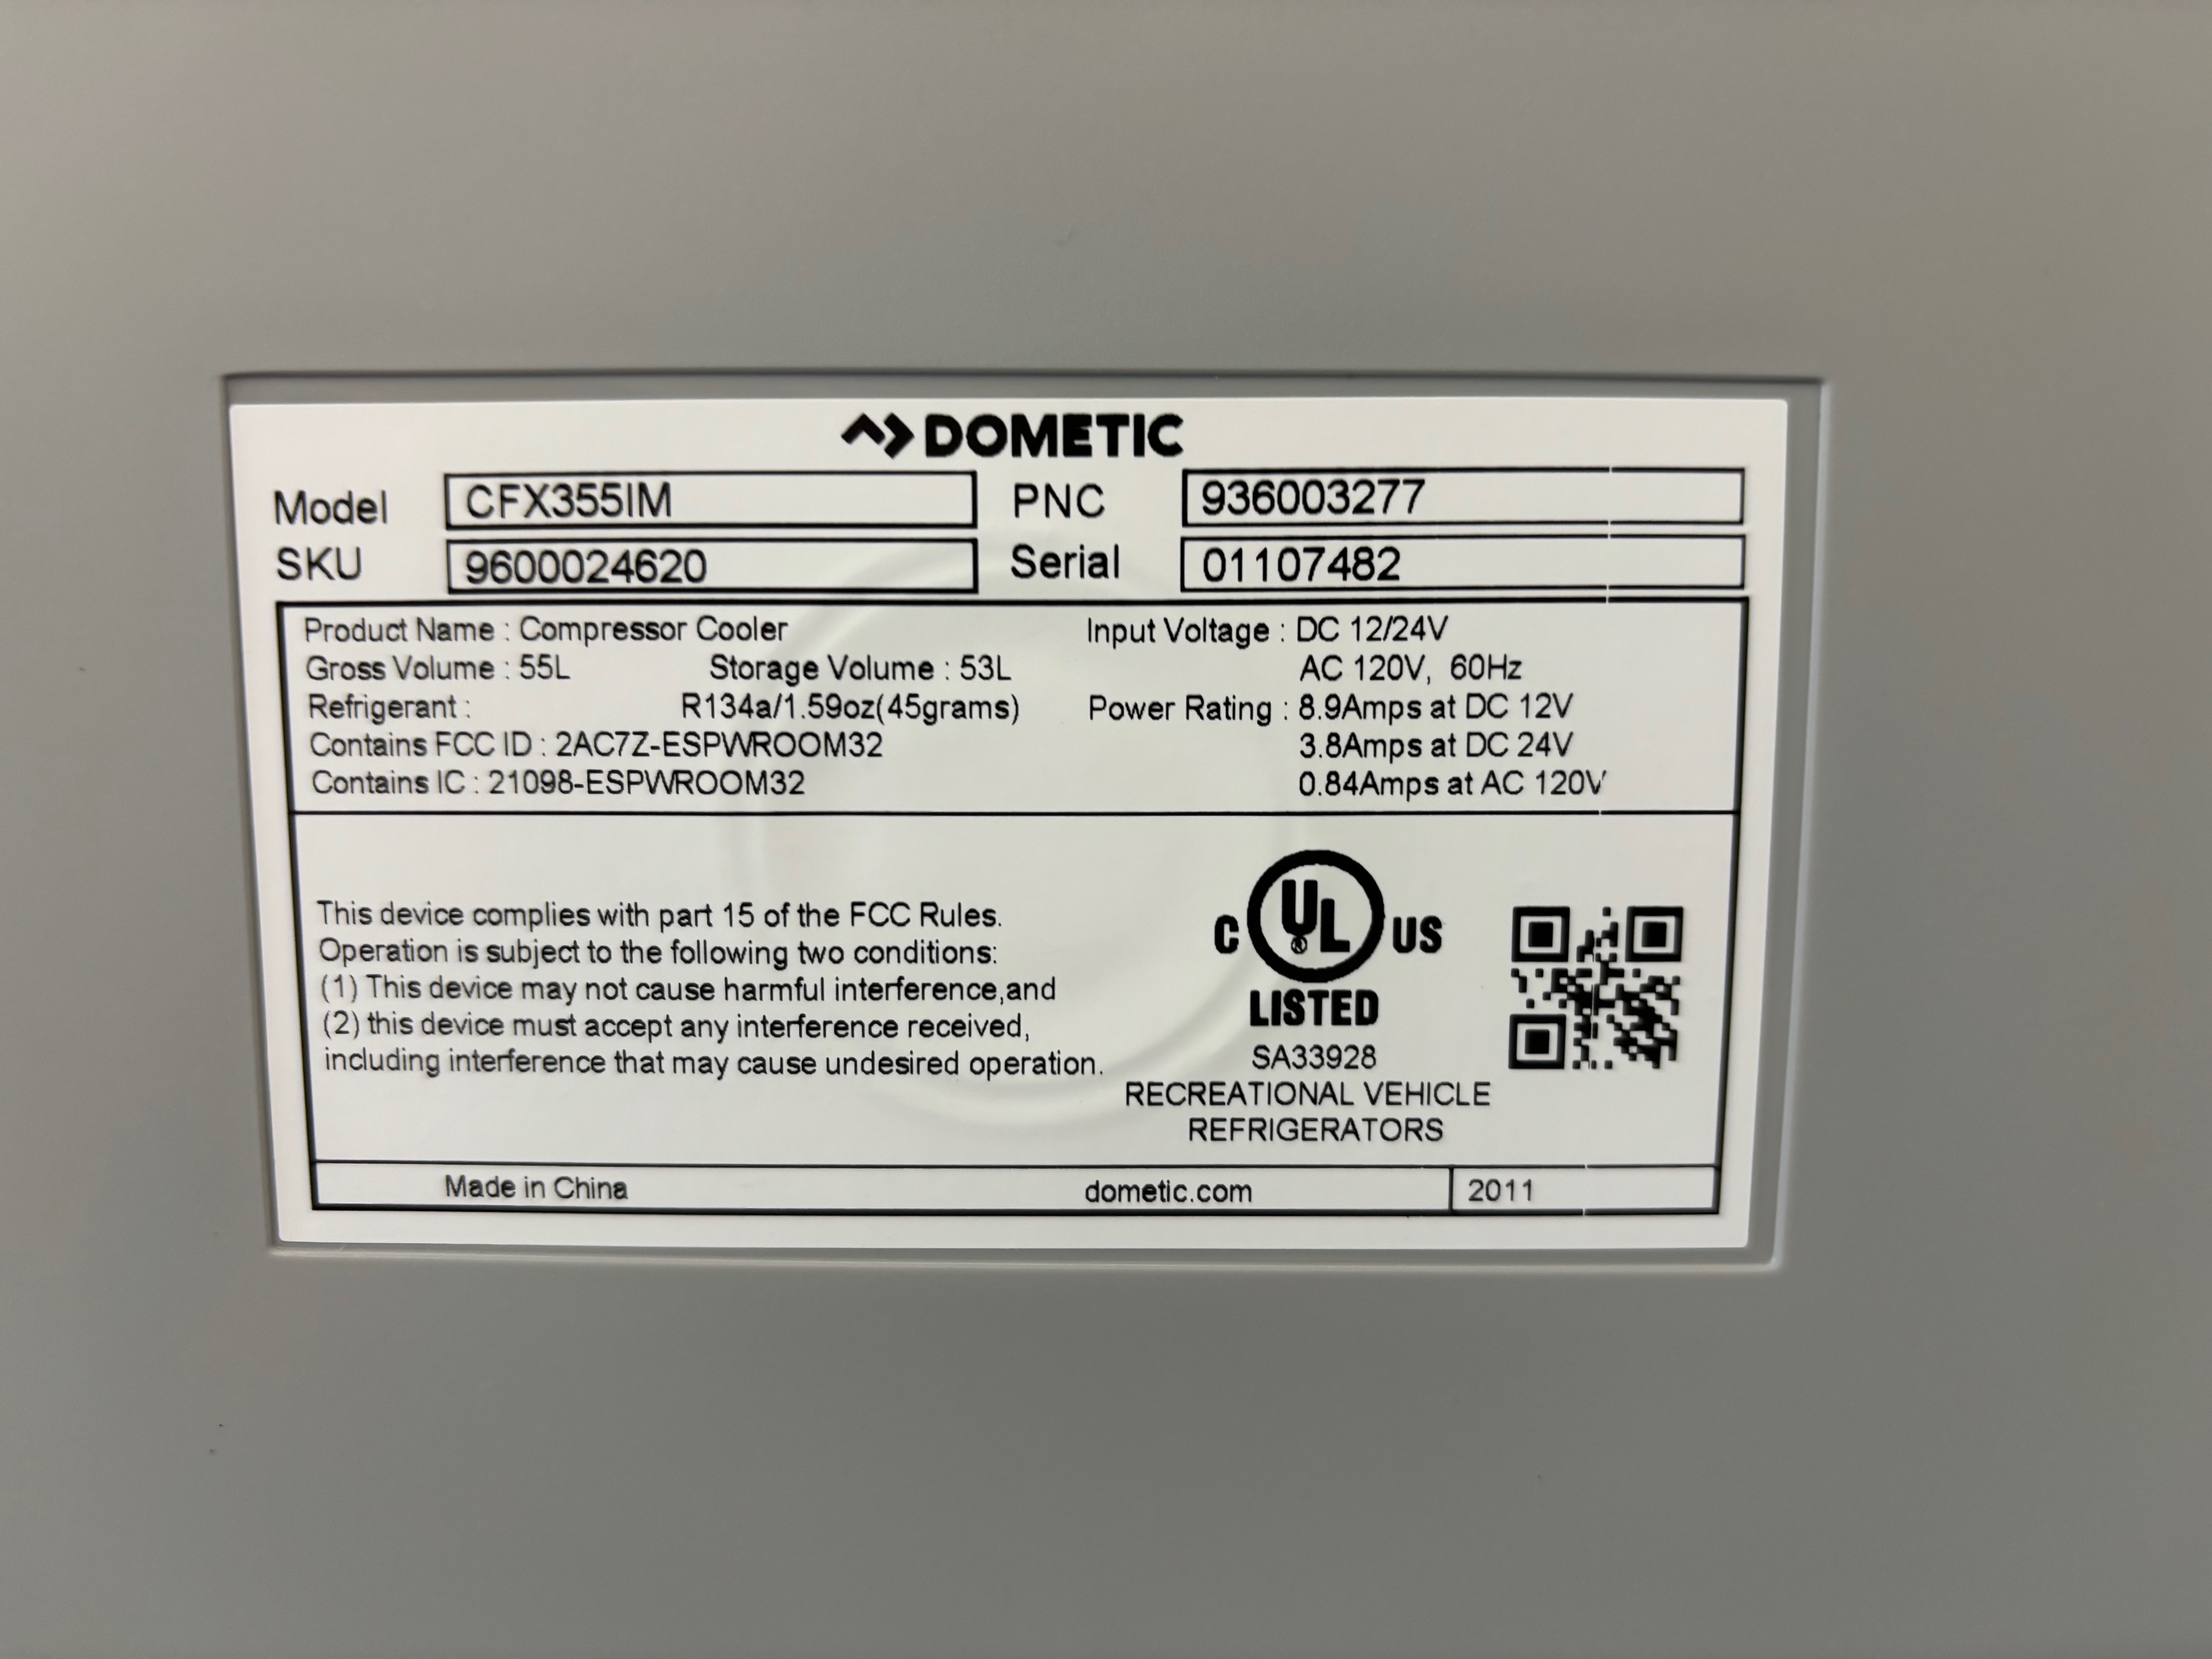 DOMETIC
Model CFX355IM PNC 936003277
SKU 9600024620 Serial 01107482
Product Name : Compressor Cooler Input Voltage : DC 12/24V
Gross Volume : 55L Storage Volume : 53L AC 120V, 60Hz
Refrigerant : R134a/1.59oz(45grams) Power Rating : 8.9Amps at DC 12V
Contains FCC ID : 2AC7Z-ESPWROOM32 3.8Amps at DC 24V
Contains IC : 21098-ESPWROOM32 0.84Amps at AC 120V
This device complies with part 15 of the FCC Rules.
Operation is subject to the following two conditions:
(1) This device may not cause harmful interference,and
(2) this device must accept any interference received,
including interference that may cause undesired operation.
C UL ® US
LISTED
SA33928
RECREATIONAL VEHICLE
REFRIGERATORS
Made in China dometic.com 2011